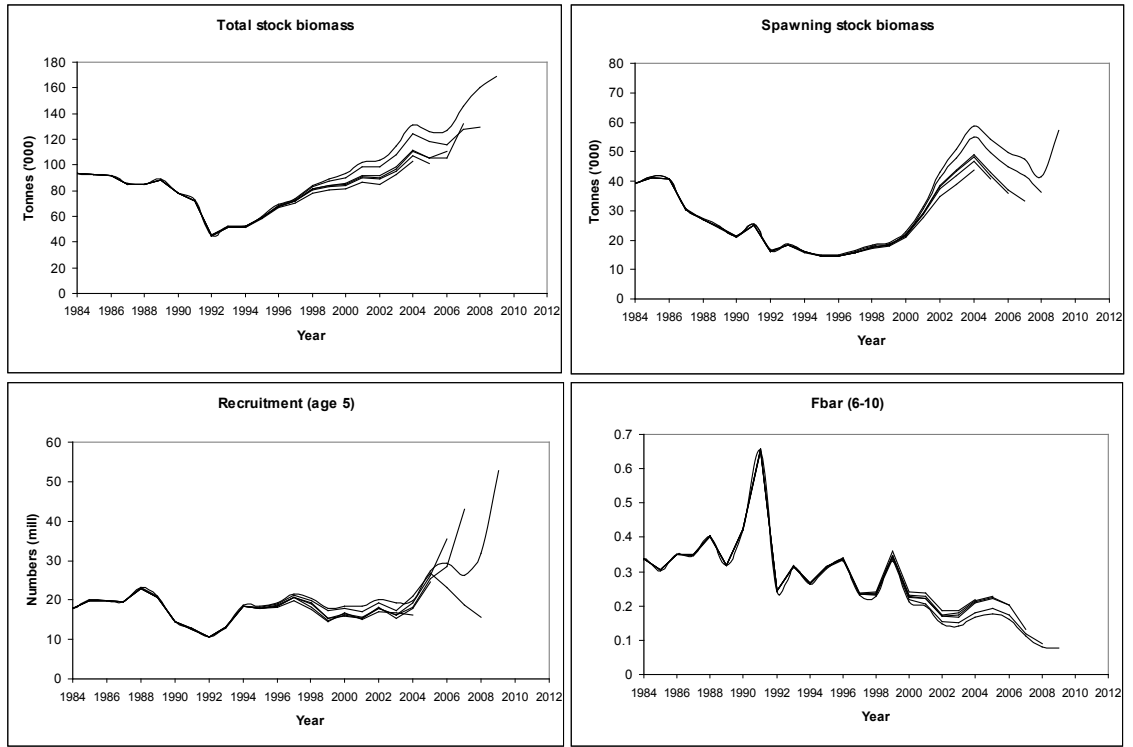 Total stock biomass
180
160
140
120
100
80
60
40
20
0
Tonnes ('000)
1984 1986 1988 1990 1992 1994 1996 1998 2000 2002 2004 2006 2008 2010 2012
Year
Spawning stock biomass
80
70
60
50
40
30
20
10
0
Tonnes ('000)
1984 1986 1988 1990 1992 1994 1996 1998 2000 2002 2004 2006 2008 2010 2012
Year
Recruitment (age 5)
60
50
40
30
20
10
0
Numbers (mill)
1984 1986 1988 1990 1992 1994 1996 1998 2000 2002 2004 2006 2008 2010 2012
Year
Fbar (6-10)
0.7
0.6
0.5
0.4
0.3
0.2
0.1
0
1984 1986 1988 1990 1992 1994 1996 1998 2000 2002 2004 2006 2008 2010 2012
Year